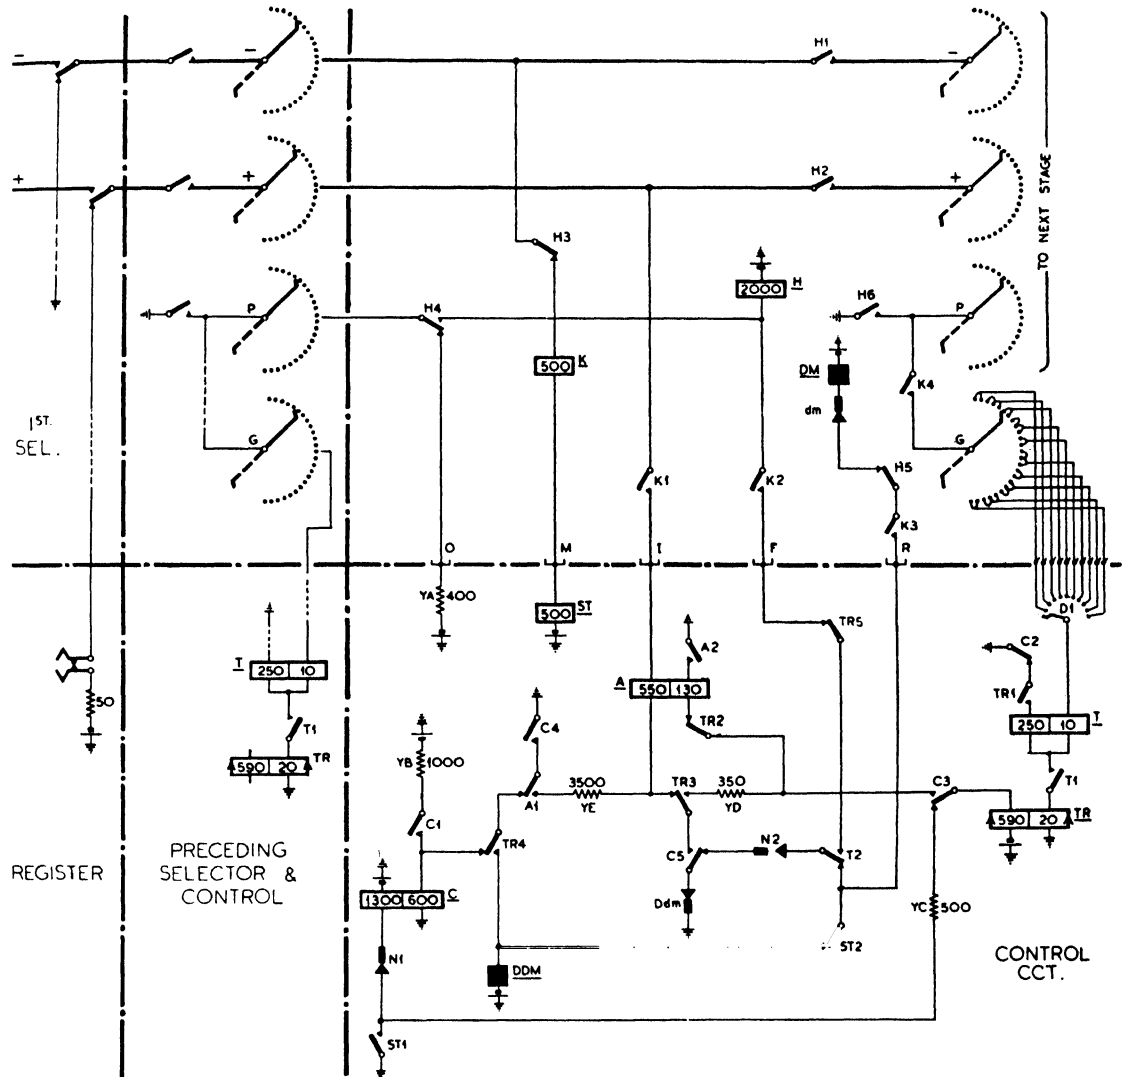 - - H1 -
+ + H2 +
TO NEXT STAGE
H3
H
2000
P H4 H6 P
500 K
DM
dm
K4
1ST.
SEL.
G G
H5
K1 K2
K3
O M I F R
YA 400
500 ST
TR5
D1
A2
C2
TR1
T
250 10
A
550 130
250 10 T
50
T1
TR
590 20
C4
TR2
YB 1000
3500
YE
TR3
350
YD
C3
T1
A1
590 20 TR
C1
TR4
C5
N2
T2
REGISTER
PRECEDING
SELECTOR &
CONTROL
1300 600 C
Ddm
YC 500
ST2
N1
DDM
CONTROL
CCT.
ST1